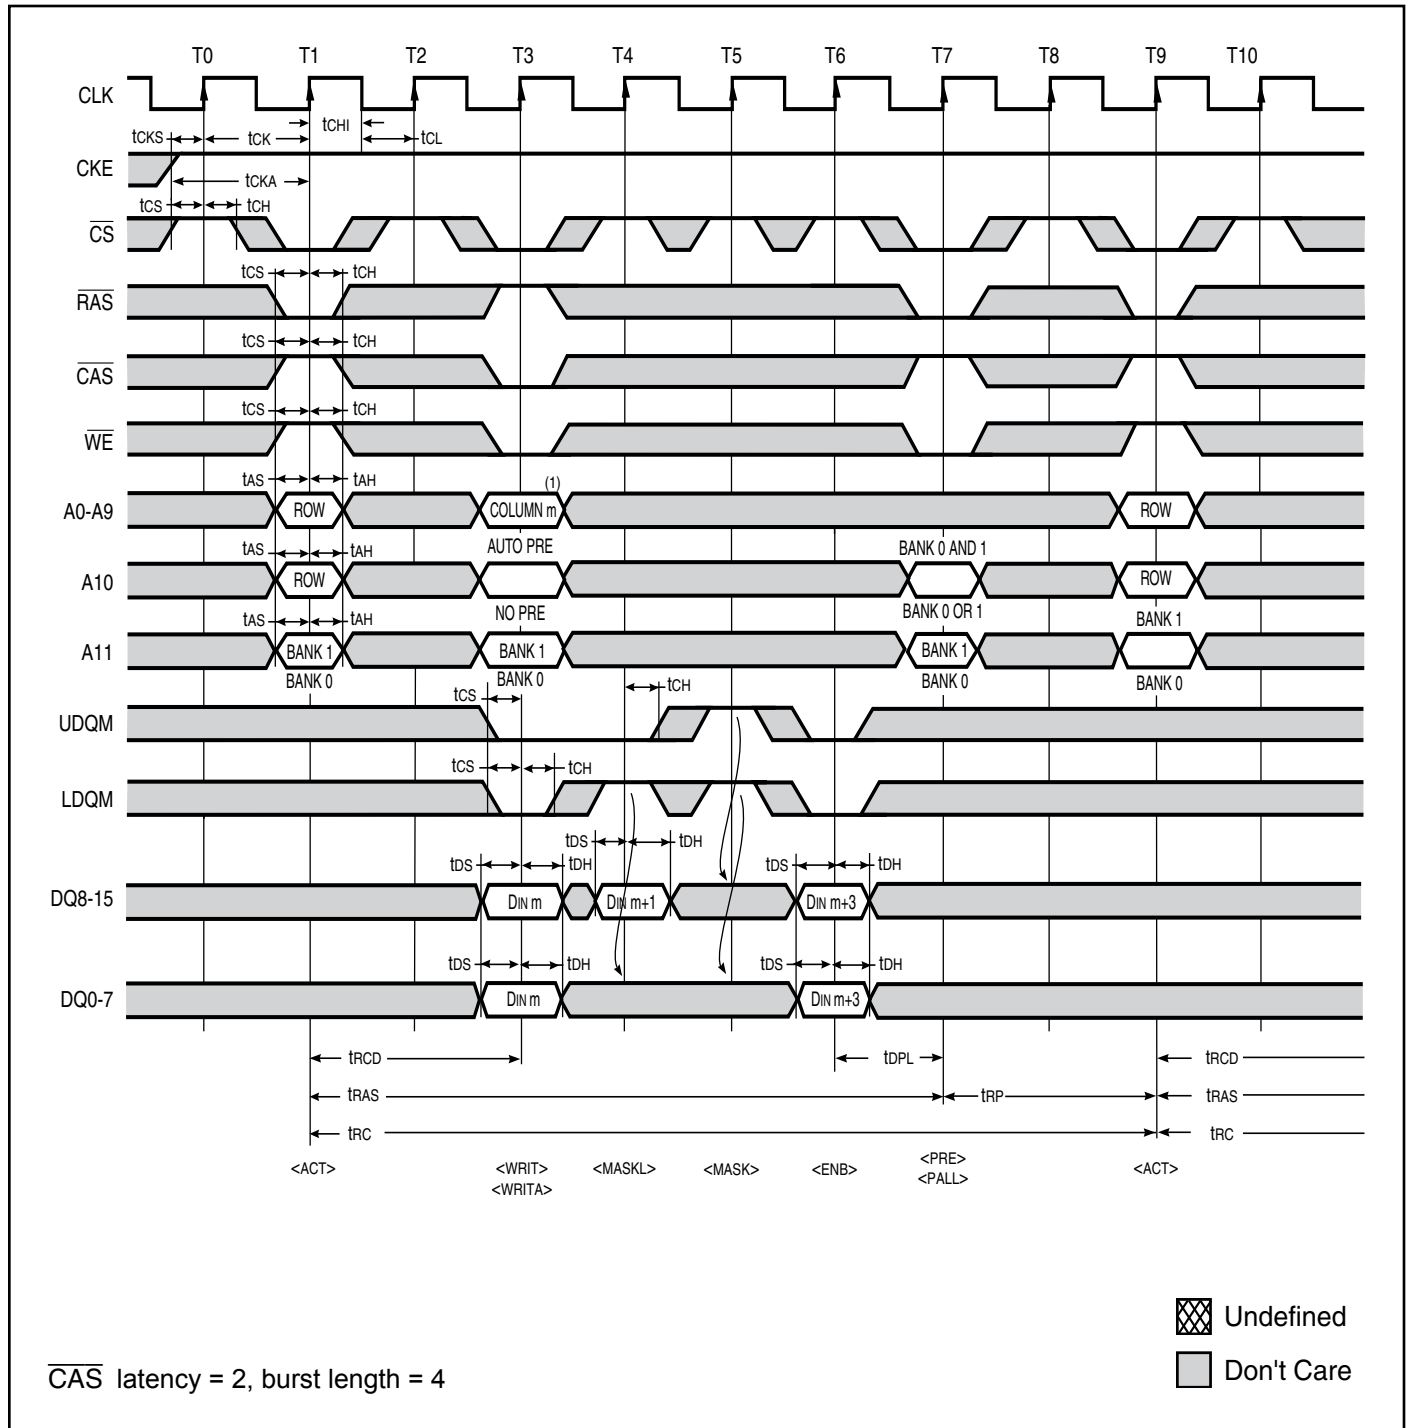 T0 T1 T2 T3 T4 T5 T6 T7 T8 T9 T10
CLK
tCHI
tCKS tCK tCL
CKE
tCKA
tCS tCH
CS
tCS tCH
RAS
tCS tCH
CAS
tCS tCH
WE
tAS tAH (1)
A0-A9 ROW COLUMN m ROW
tAS tAH AUTO PRE BANK 0 AND 1
A10 ROW ROW
NO PRE BANK 0 OR 1
tAS tAH BANK 1
A11 BANK 1 BANK 1 BANK 1
BANK 0 BANK 0 BANK 0 BANK 0
tCS tCH
UDQM
tCS tCH
LDQM
tDS tDH
tDS tDH tDS tDH
DQ8-15 DIN m DIN m+1 DIN m+3
tDS tDH tDS tDH
DQ0-7 DIN m DIN m+3
tRCD tDPL tRCD
tRAS tRP tRAS
tRC tRC
<ACT> <WRIT> <MASKL> <MASK> <ENB> <PRE> <ACT>
<WRITA> <PALL>
Undefined
Don't Care
CAS latency = 2, burst length = 4